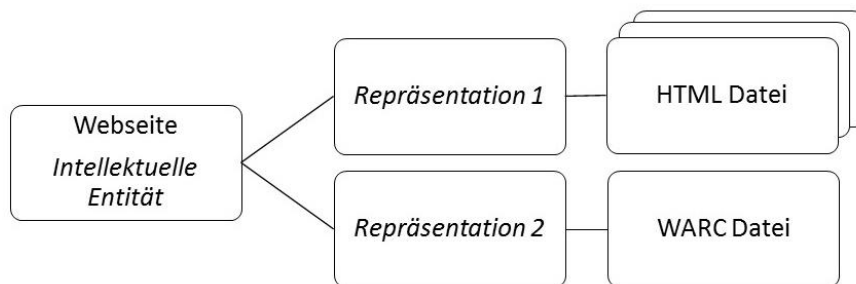 Webseite
Intellektuelle
Entität
Repräsentation 1
HTML Datei
Repräsentation 2
WARC Datei